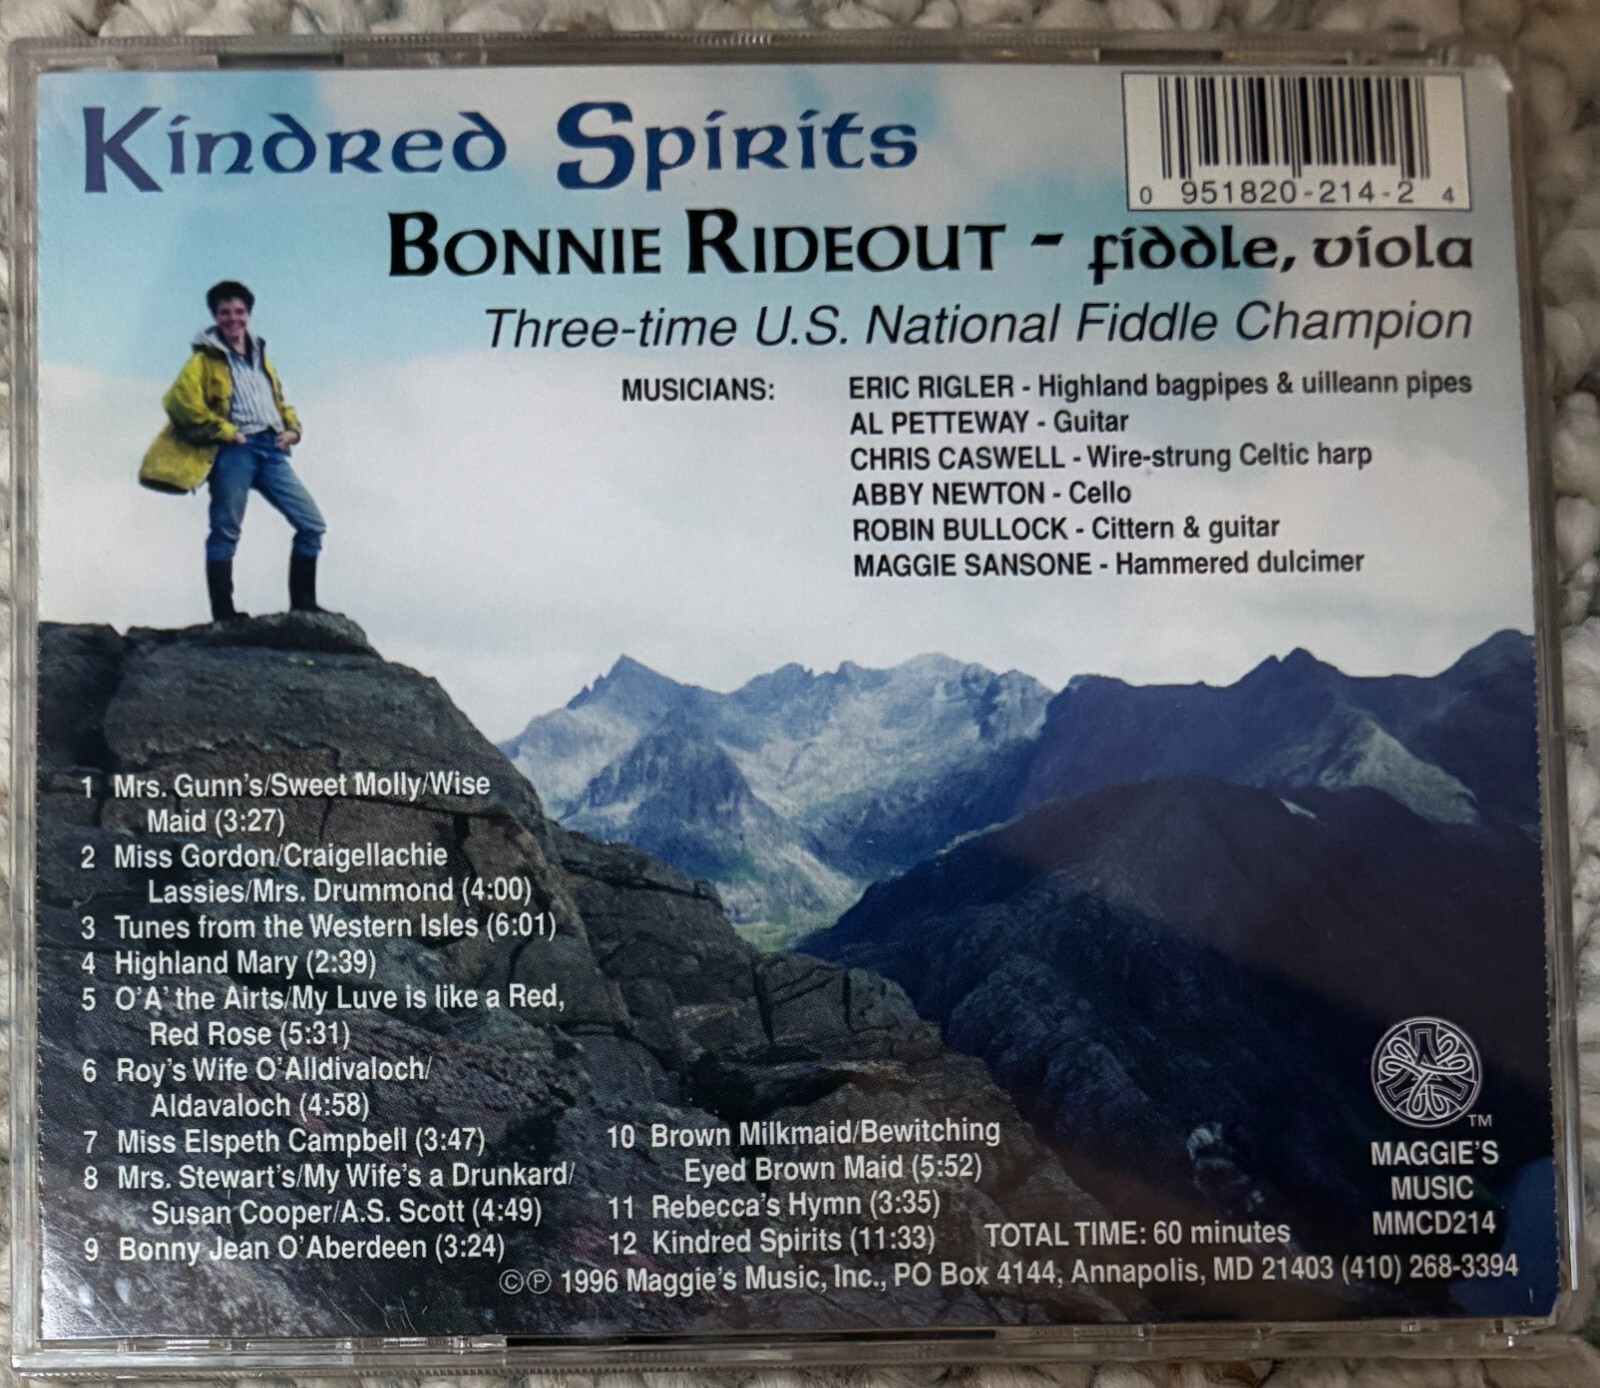 Kindred Spirits
0 951820-214-2 4
BONNIE RIDEOUT - fiddle, viola
Three-time U.S. National Fiddle Champion
MUSICIANS:
ERIC RIGLER - Highland bagpipes & uilleann pipes
AL PETTEWAY - Guitar
CHRIS CASWELL - Wire-strung Celtic harp
ABBY NEWTON - Cello
ROBIN BULLOCK - Cittern & guitar
MAGGIE SANSONE - Hammered dulcimer
1 Mrs. Gunn's/Sweet Molly/Wise
Maid (3:27)
2 Miss Gordon/Craigellachie
Lassies/Mrs. Drummond (4:00)
3 Tunes from the Western Isles (6:01)
4 Highland Mary (2:39)
5 O'A' the Airts/My Luve is like a Red,
Red Rose (5:31)
6 Roy's Wife O'Alldivaloch/
Aldavaloch (4:58)
7 Miss Elspeth Campbell (3:47)
8 Mrs. Stewart's/My Wife's a Drunkard/
Susan Cooper/A.S. Scott (4:49)
9 Bonny Jean O'Aberdeen (3:24)
10 Brown Milkmaid/Bewitching
Eyed Brown Maid (5:52)
11 Rebecca's Hymn (3:35)
12 Kindred Spirits (11:33)
TOTAL TIME: 60 minutes
TM
MAGGIE'S
MUSIC
MMCD214
©℗ 1996 Maggie's Music, Inc., PO Box 4144, Annapolis, MD 21403 (410) 268-3394